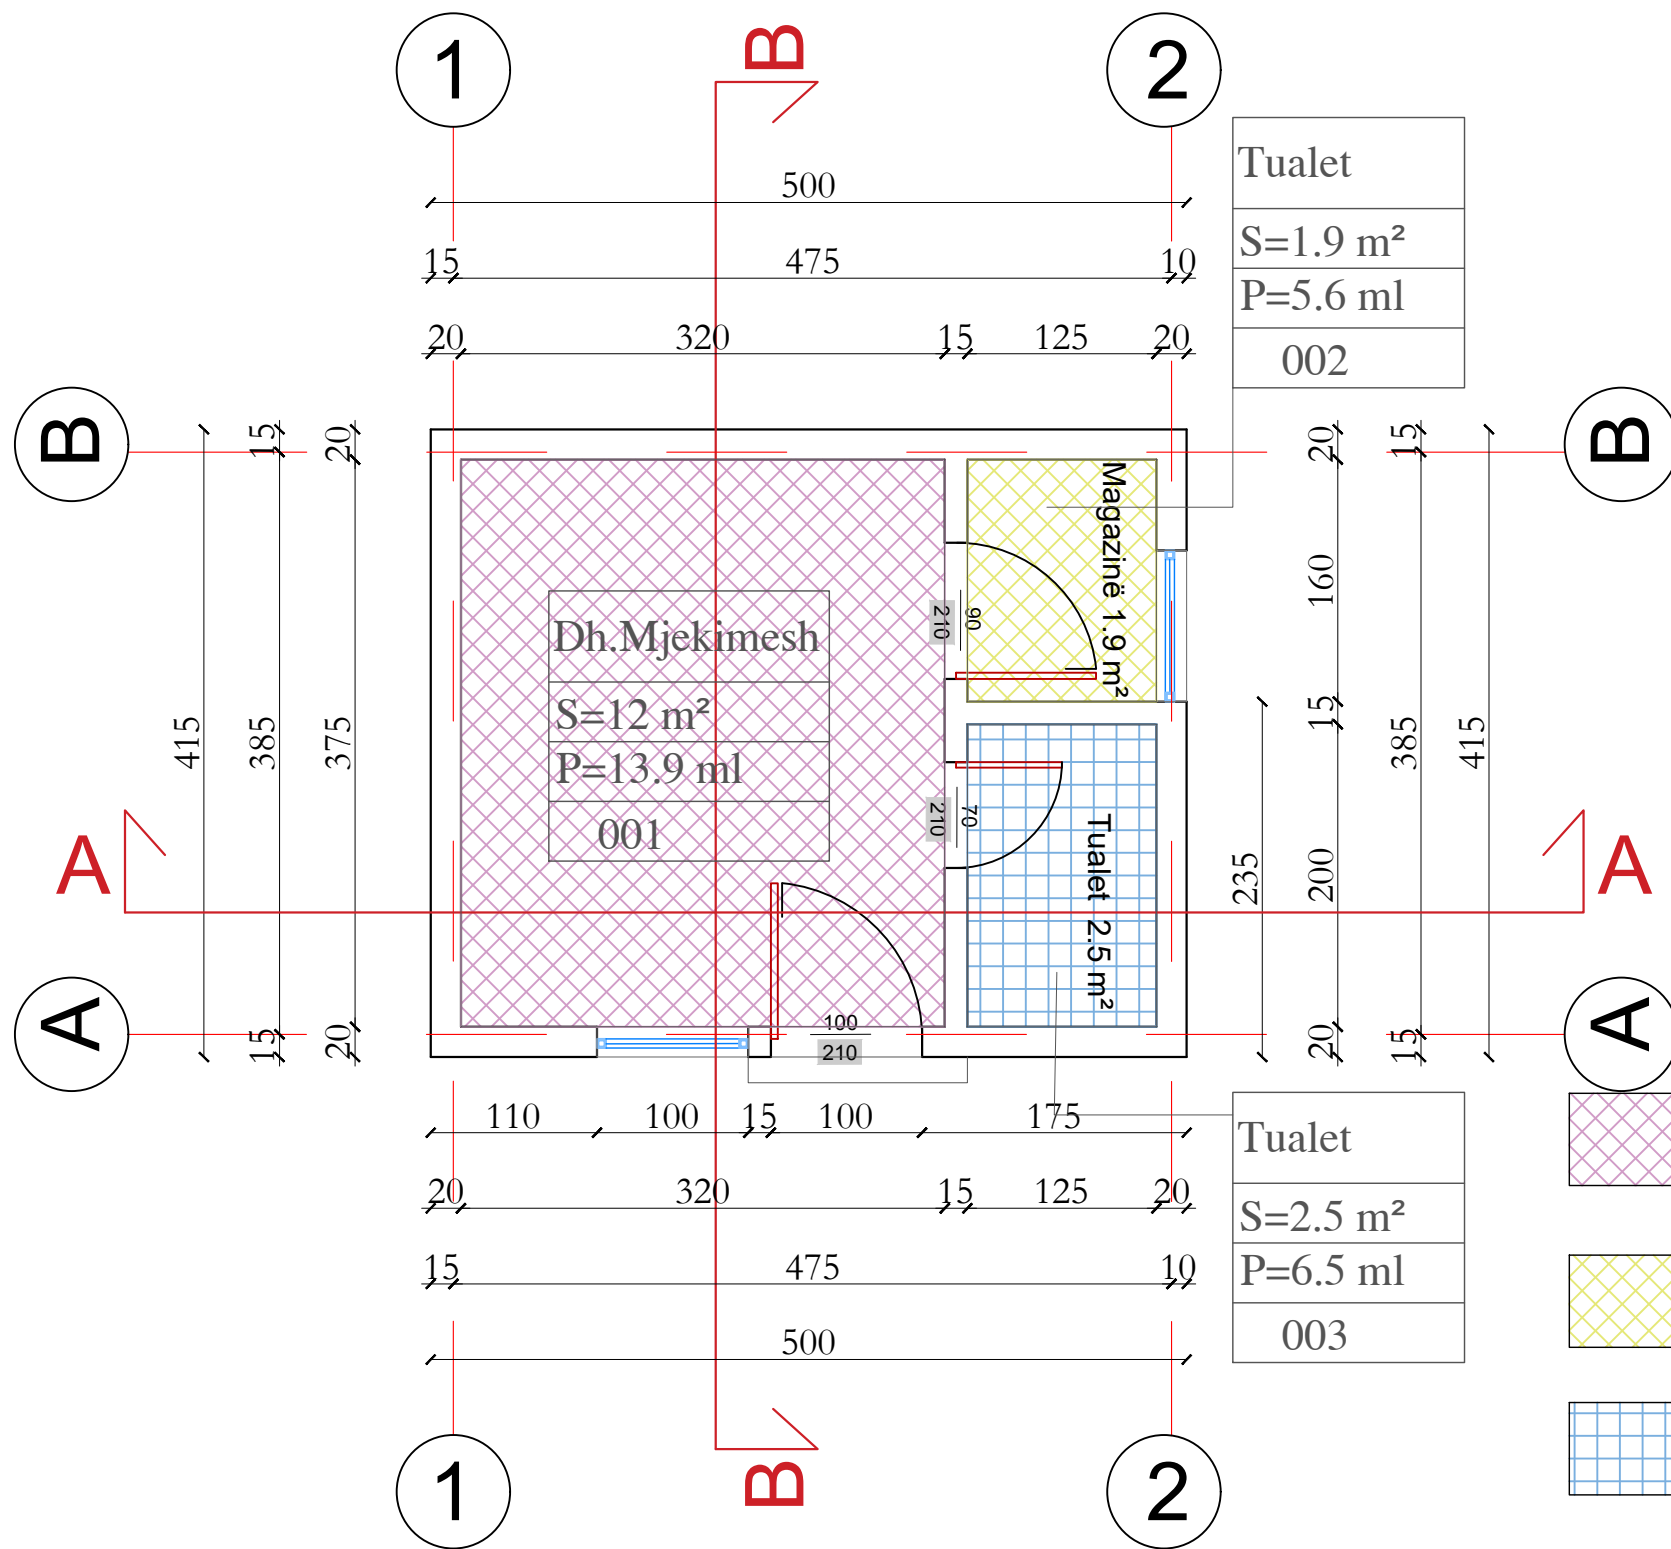 1
B
2
500
15
475
10
20
320
15
125
20
Tualet
S=1.9 m²
P=5.6 ml
002
B
415
15
385
15
20
375
20
Dh.Mjekimesh
S=12 m²
P=13.9 ml
001
Magazinë 1.9 m²
90
210
70
210
Tualet 2.5 m²
100
210
235
20
160
15
200
20
15
385
15
415
B
A
A
A
A
110
100
15
100
175
20
320
15
125
20
15
475
10
500
Tualet
S=2.5 m²
P=6.5 ml
003
1
B
2